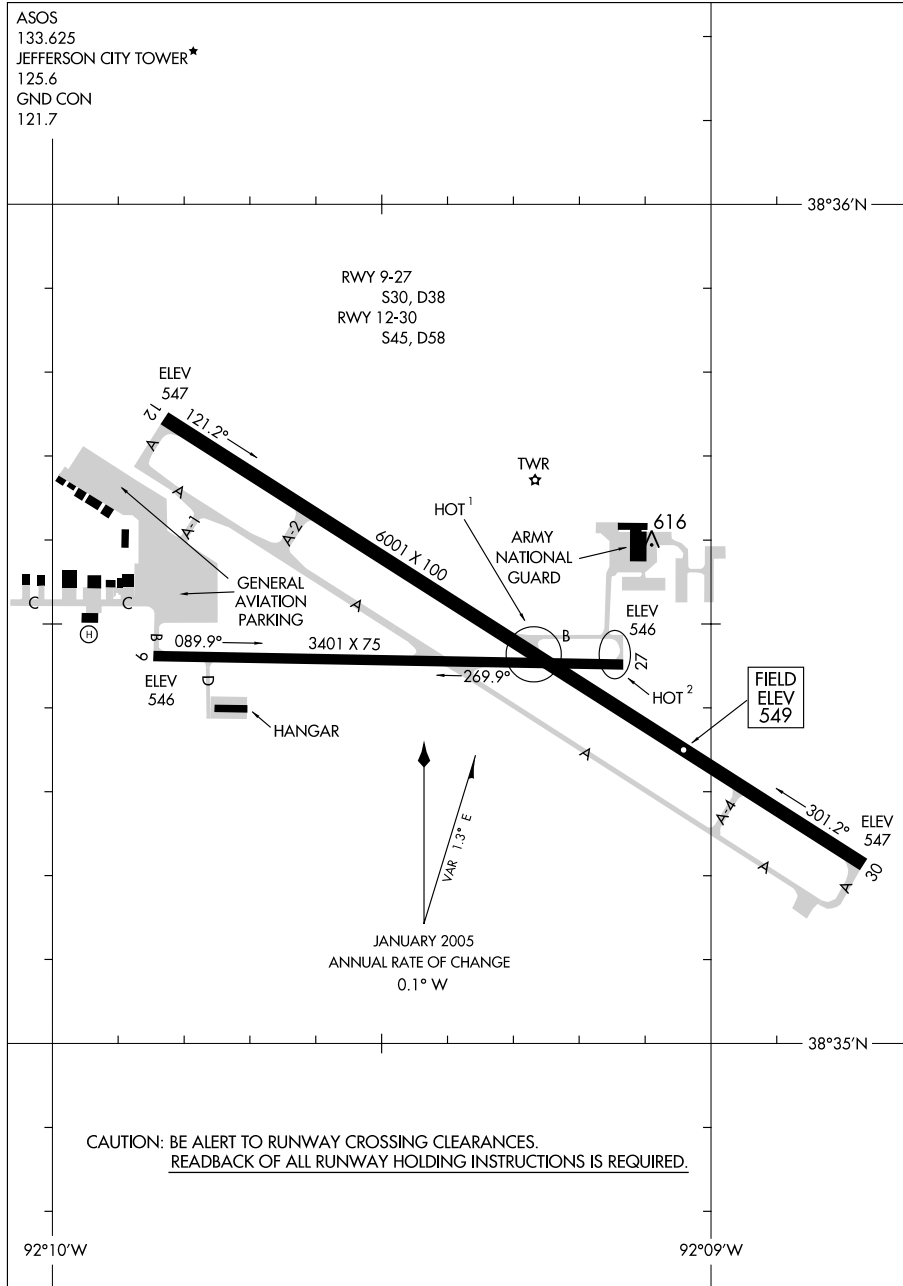 ASOS
133.625
JEFFERSON CITY TOWER★
125.6
GND CON
121.7
38°36'N
RWY 9-27
S30, D38
RWY 12-30
S45, D58
ELEV
547
12
121.2°
A
A
A-1
A-2
6001 X 100
TWR
HOT 1
ARMY
NATIONAL
GUARD
616
GENERAL
AVIATION
PARKING
A
C
C
H
B
ELEV
546
B
9
089.9°
3401 X 75
269.9°
27
ELEV
546
D
HOT 2
HANGAR
FIELD
ELEV
549
A
A-4
301.2°
ELEV
547
30
A
A
VAR 1.3° E
JANUARY 2005
ANNUAL RATE OF CHANGE
0.1° W
38°35'N
CAUTION: BE ALERT TO RUNWAY CROSSING CLEARANCES.
READBACK OF ALL RUNWAY HOLDING INSTRUCTIONS IS REQUIRED.
92°10'W
92°09'W